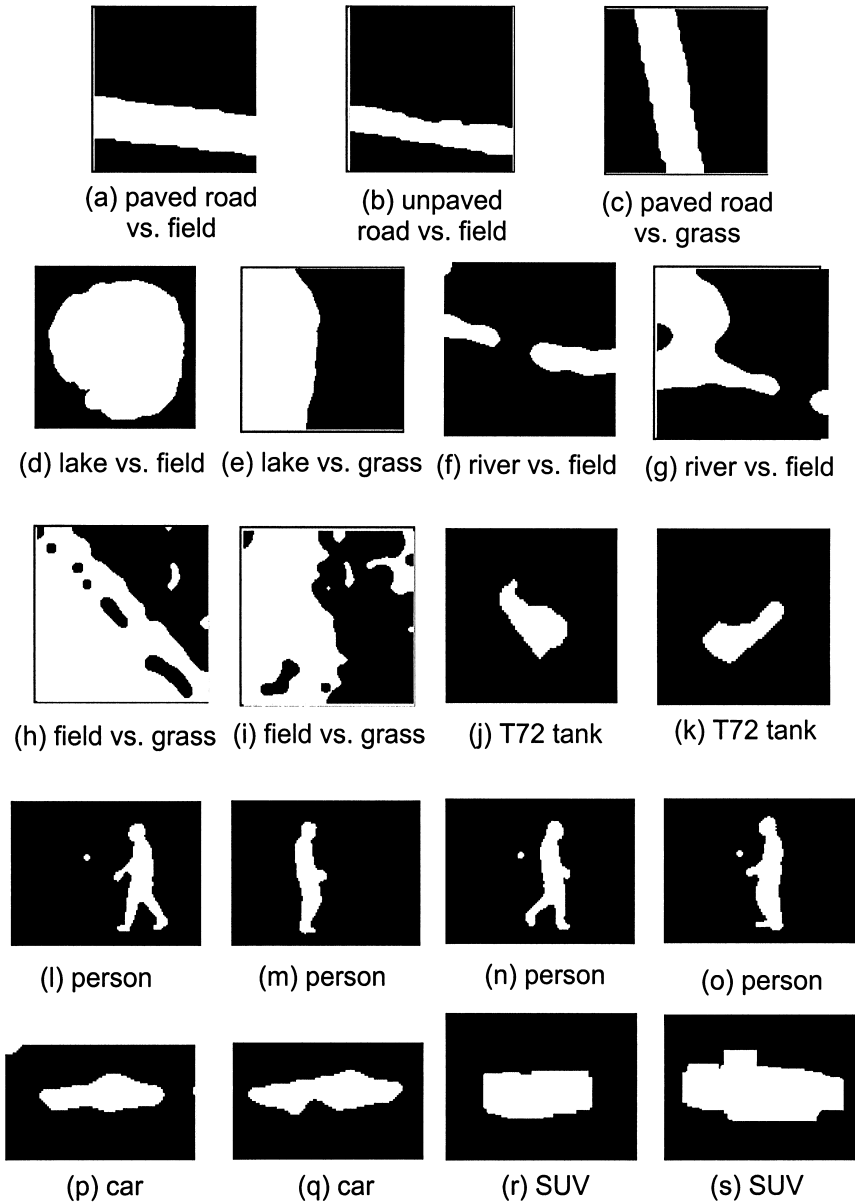 (a) paved road
vs. field
(b) unpaved
road vs. field
(c) paved road
vs. grass
(d) lake vs. field
(e) lake vs. grass
(f) river vs. field
(g) river vs. field
(h) field vs. grass
(i) field vs. grass
(j) T72 tank
(k) T72 tank
(l) person
(m) person
(n) person
(o) person
(p) car
(q) car
(r) SUV
(s) SUV